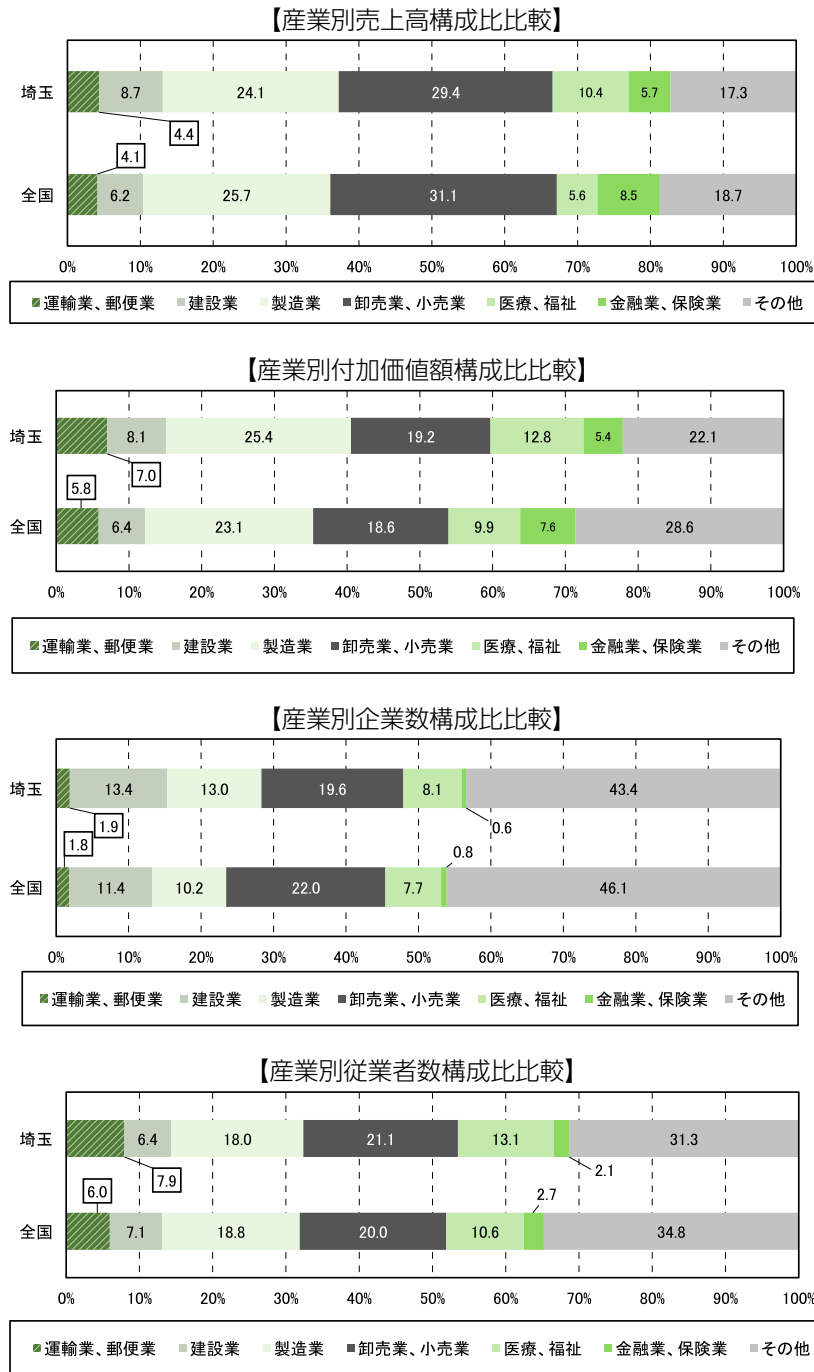 【産業別売上高構成比比較】
埼玉 8.7 24.1 29.4 10.4 5.7 17.3
4.4
4.1
全国 6.2 25.7 31.1 5.6 8.5 18.7
0% 10% 20% 30% 40% 50% 60% 70% 80% 90% 100%
運輸業、郵便業 建設業 製造業 卸売業、小売業 医療、福祉 金融業、保険業 その他
【産業別付加価値額構成比比較】
埼玉 8.1 25.4 19.2 12.8 5.4 22.1
7.0
5.8
全国 6.4 23.1 18.6 9.9 7.6 28.6
0% 10% 20% 30% 40% 50% 60% 70% 80% 90% 100%
運輸業、郵便業 建設業 製造業 卸売業、小売業 医療、福祉 金融業、保険業 その他
【産業別企業数構成比比較】
埼玉 13.4 13.0 19.6 8.1 43.4
1.9 0.6
1.8 0.8
全国 11.4 10.2 22.0 7.7 46.1
0% 10% 20% 30% 40% 50% 60% 70% 80% 90% 100%
運輸業、郵便業 建設業 製造業 卸売業、小売業 医療、福祉 金融業、保険業 その他
【産業別従業者数構成比比較】
埼玉 6.4 18.0 21.1 13.1 31.3
7.9 2.1
6.0 2.7
全国 7.1 18.8 20.0 10.6 34.8
0% 10% 20% 30% 40% 50% 60% 70% 80% 90% 100%
運輸業、郵便業 建設業 製造業 卸売業、小売業 医療、福祉 金融業、保険業 その他